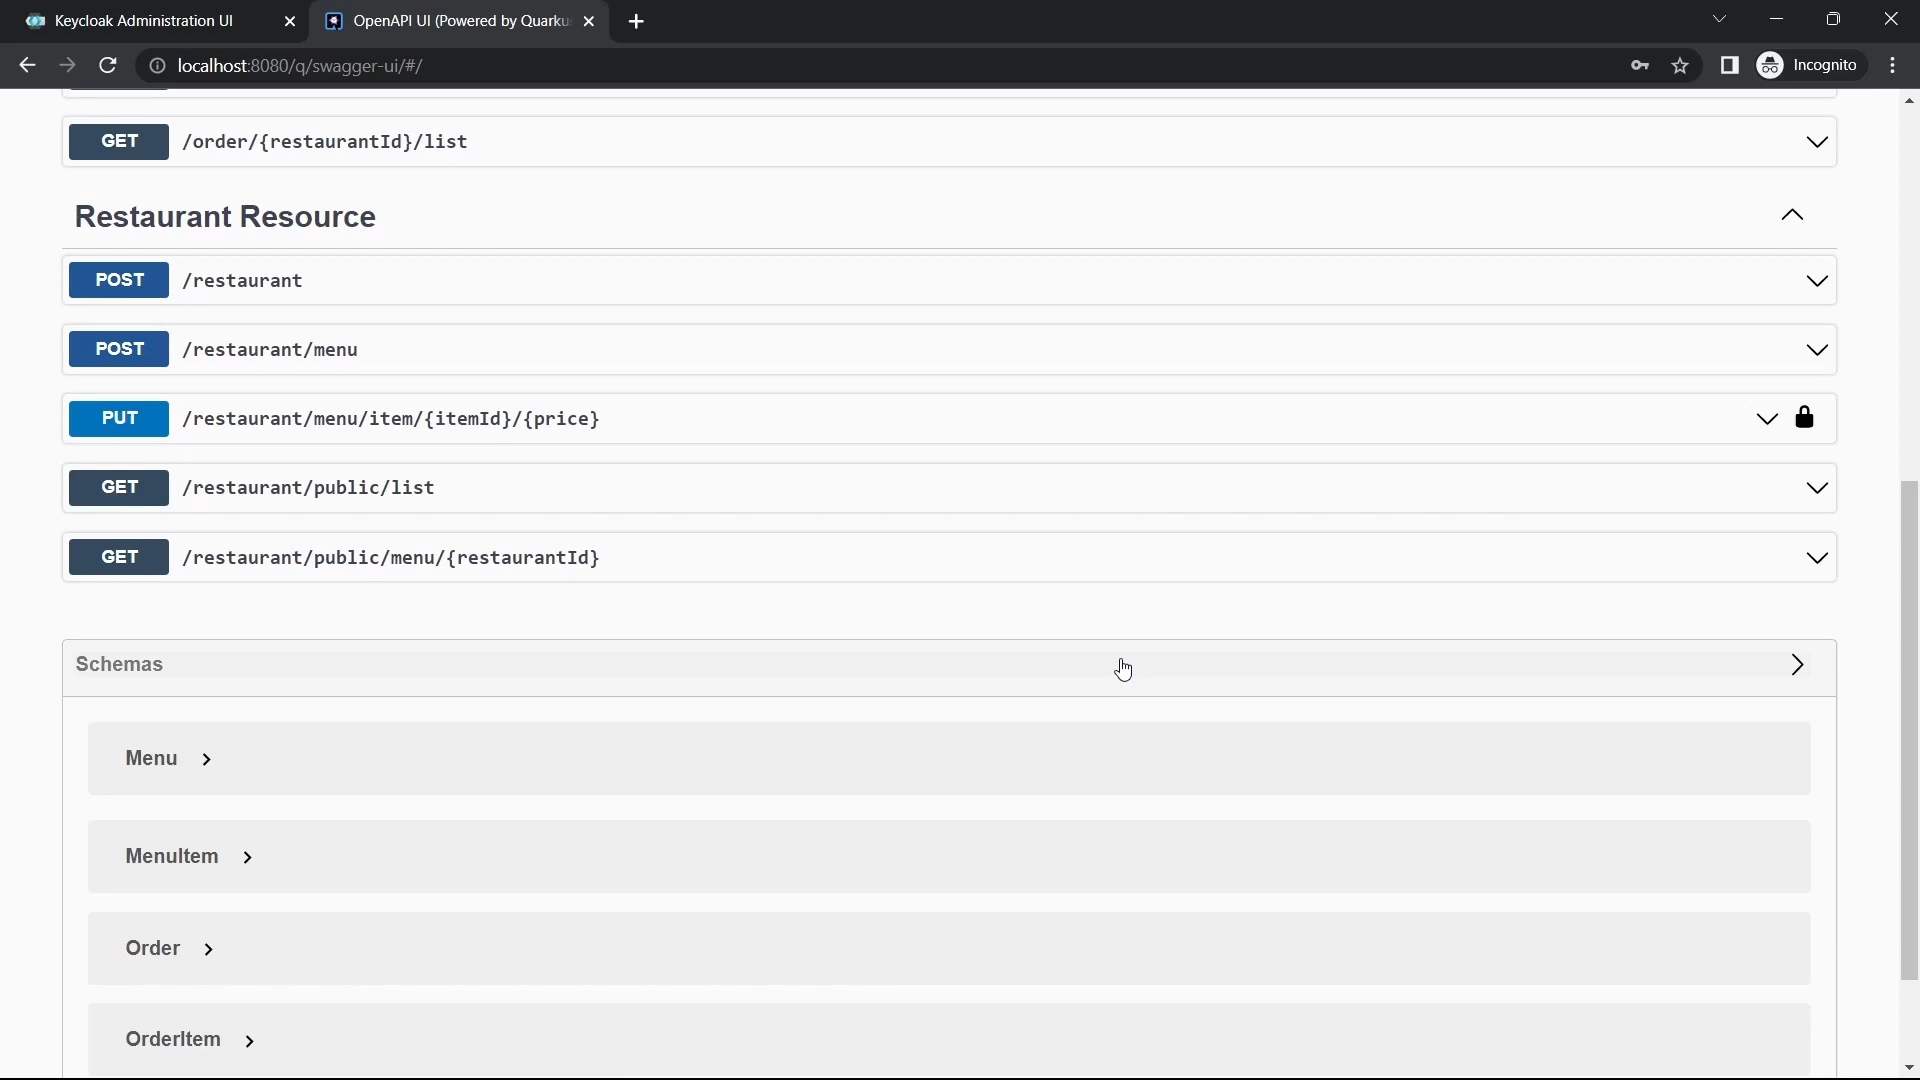 Keycloak Administration UI
OpenAPI UI (Powered by Quarkus
localhost:8080/q/swagger-ui/#/
Incognito
GET /order/{restaurantId}/list
Restaurant Resource
POST /restaurant
POST /restaurant/menu
PUT /restaurant/menu/item/{itemId}/{price}
GET /restaurant/public/list
GET /restaurant/public/menu/{restaurantId}
Schemas
Menu
MenuItem
Order
OrderItem